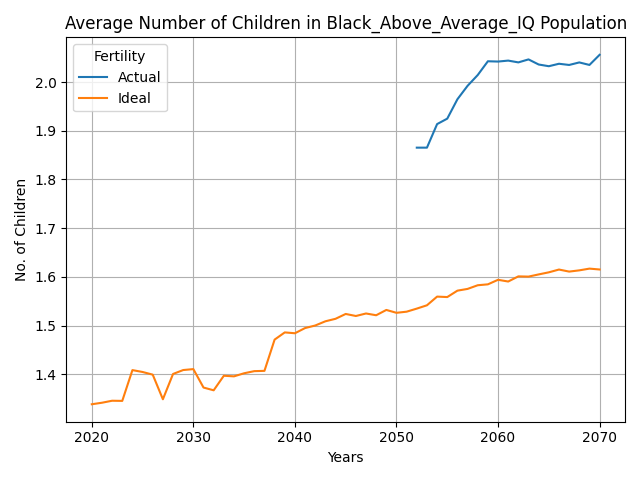 Average Number of Children in Black_Above_Average_IQ Population
Fertility
Actual
Ideal
No. of Children
2.0
1.9
1.8
1.7
1.6
1.5
1.4
2020 2030 2040 2050 2060 2070
Years